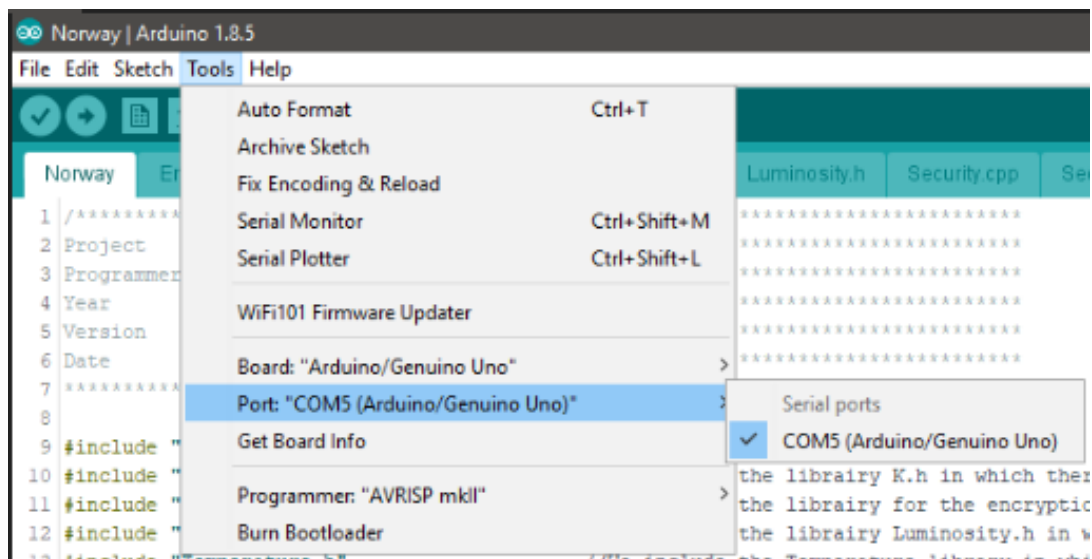 Norway | Arduino 1.8.5
File Edit Sketch Tools Help
Auto Format Ctrl+T
Archive Sketch
Fix Encoding & Reload
Serial Monitor Ctrl+Shift+M
Serial Plotter Ctrl+Shift+L
WiFi101 Firmware Updater
Board: "Arduino/Genuino Uno"
Port: "COM5 (Arduino/Genuino Uno)"
Get Board Info
Programmer: "AVRISP mkII"
Burn Bootloader
Serial ports
COM5 (Arduino/Genuino Uno)
Norway Luminosity.h Security.cpp
1 /********* ************************
2 Project ************************
3 Programmer ************************
4 Year ************************
5 Version ************************
6 Date ************************
7 **********
8
9 #include "
10 #include " the librairy K.h in which
11 #include " the librairy for the
12 #include " the librairy Luminosity.h in